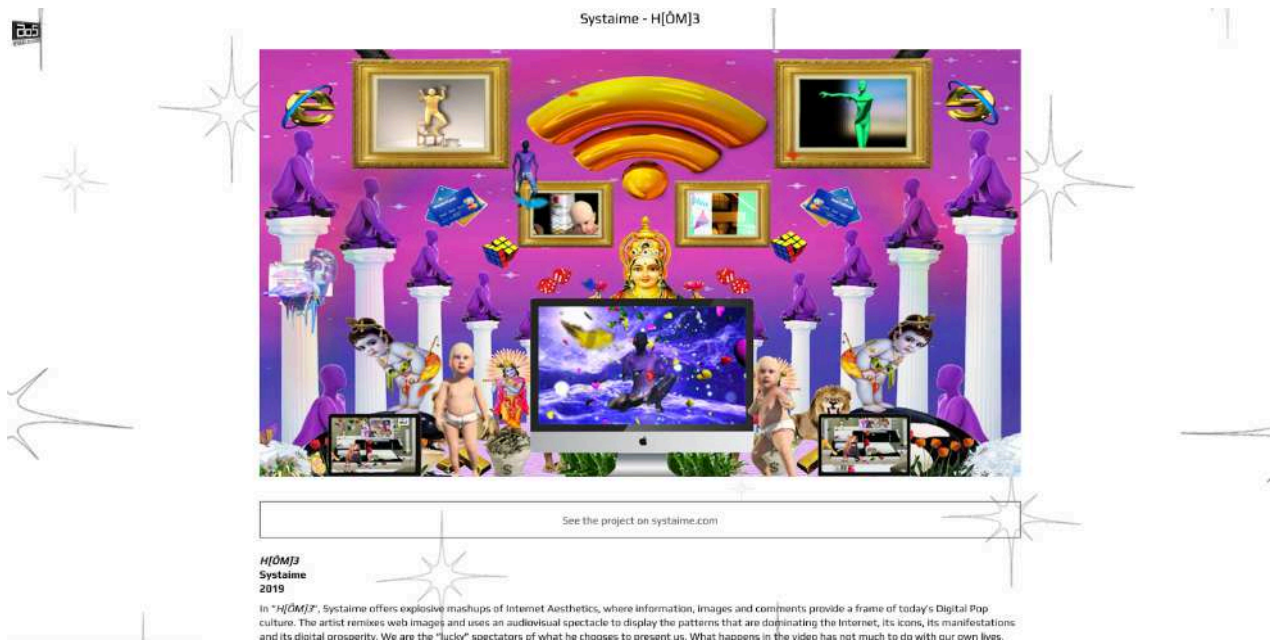 Systaime - H[ÔM]3
See the project on systaime.com
H[ÔM]3
Systaime
2019
In "H[ÔM]3", Systaime offers explosive mashups of Internet Aesthetics, where information, images and comments provide a frame of today's Digital Pop
culture. The artist remixes web images and uses an audiovisual spectacle to display the patterns that are dominating the Internet, its icons, its manifestations
and its digital prosperity. We are the "lucky" spectators of what he chooses to present us. What happens in the video has not much to do with our own lives,